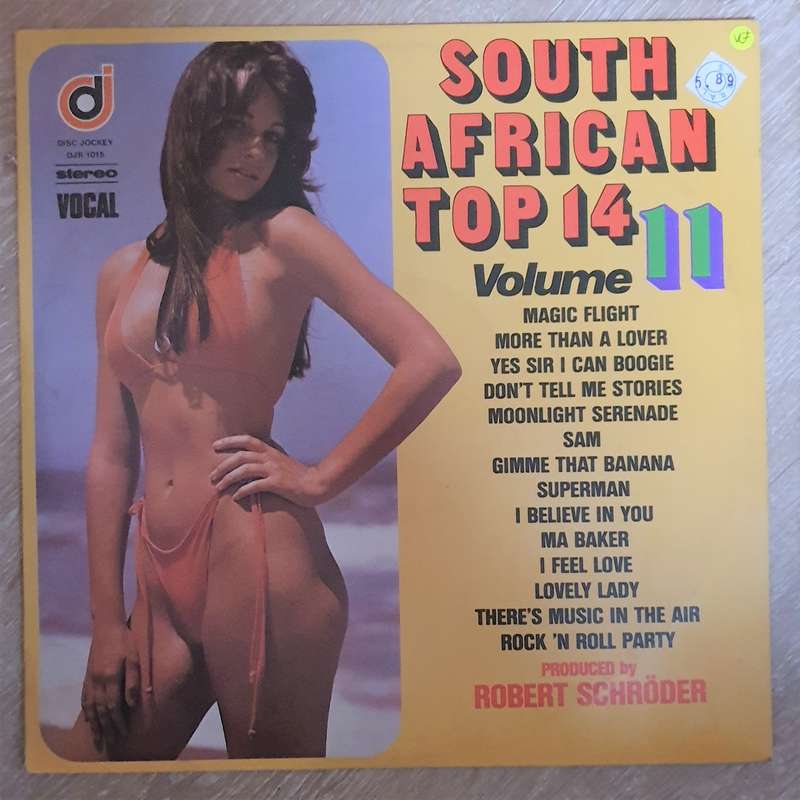 DISC JOCKEY
DJR 1015
stereo
VOCAL
SOUTH
AFRICAN
TOP 14
Volume 11
MAGIC FLIGHT
MORE THAN A LOVER
YES SIR I CAN BOOGIE
DON'T TELL ME STORIES
MOONLIGHT SERENADE
SAM
GIMME THAT BANANA
SUPERMAN
I BELIEVE IN YOU
MA BAKER
I FEEL LOVE
LOVELY LADY
THERE'S MUSIC IN THE AIR
ROCK 'N ROLL PARTY
PRODUCED by
ROBERT SCHRÖDER
5.89